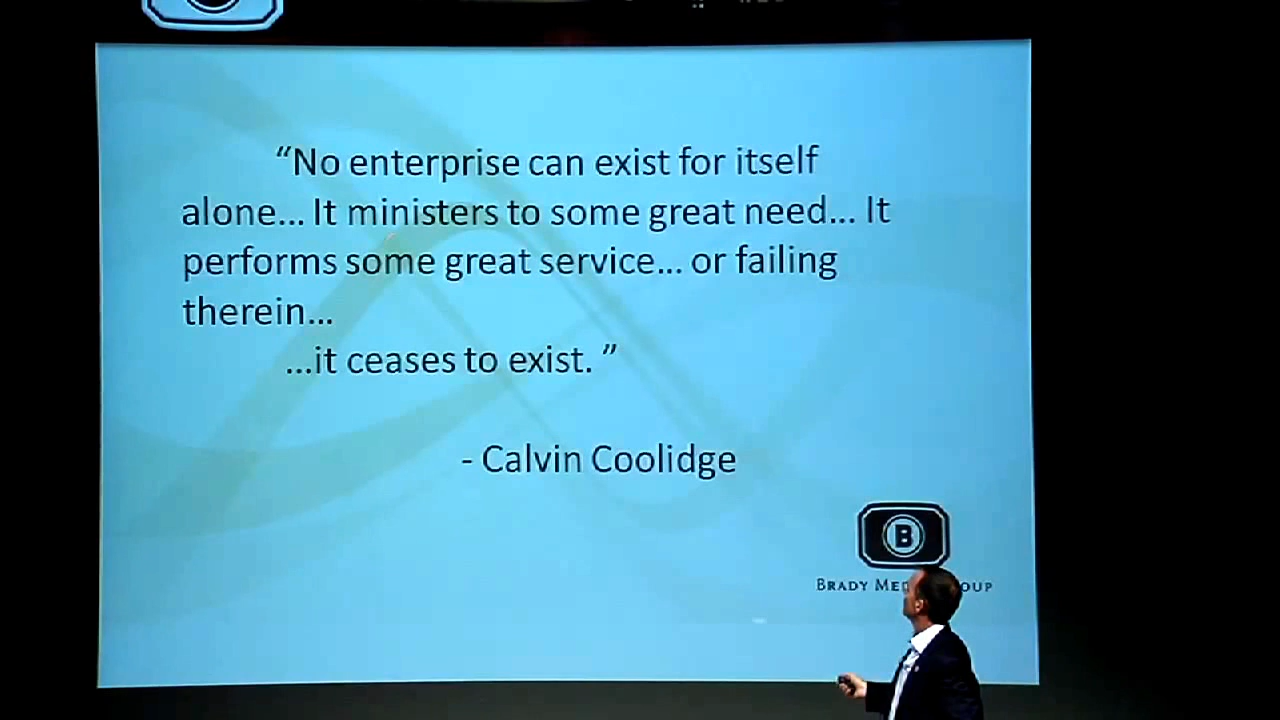 “No enterprise can exist for itself
alone... It ministers to some great need... It
performs some great service... or failing
therein...
...it ceases to exist. ”
- Calvin Coolidge
B
BRADY